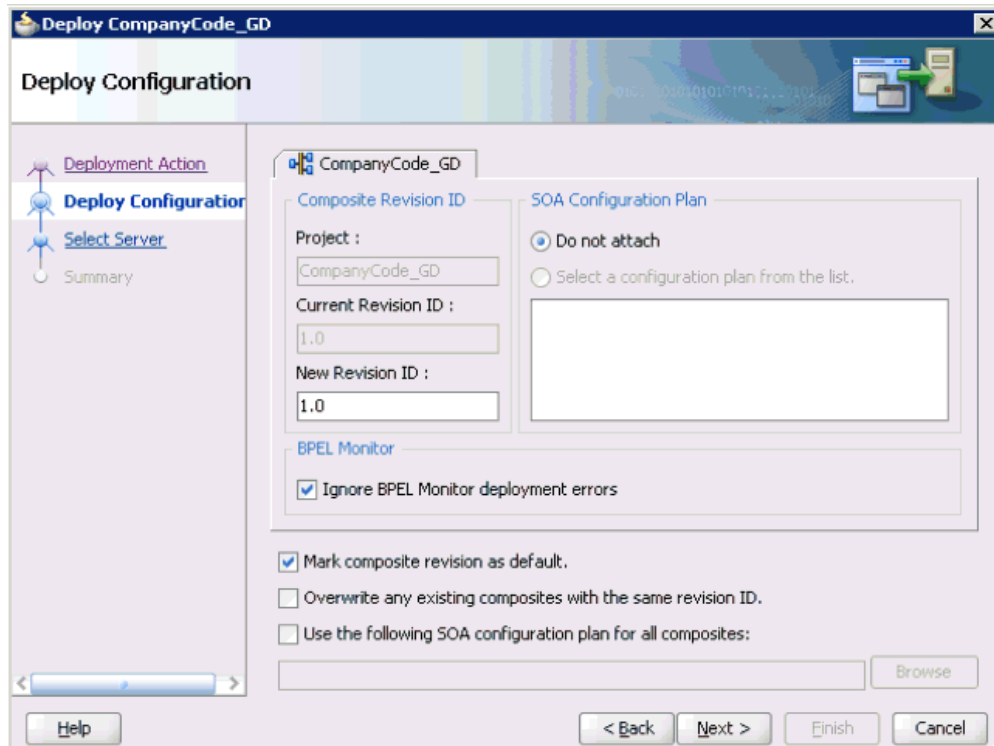 Deploy CompanyCode_GD
Deploy Configuration
Deployment Action
Deploy Configuration
Select Server
Summary
CompanyCode_GD
Composite Revision ID
Project :
CompanyCode_GD
Current Revision ID :
1.0
New Revision ID :
1.0
SOA Configuration Plan
Do not attach
Select a configuration plan from the list.
BPEL Monitor
Ignore BPEL Monitor deployment errors
Mark composite revision as default.
Overwrite any existing composites with the same revision ID.
Use the following SOA configuration plan for all composites:
Browse
Help
< Back
Next >
Finish
Cancel